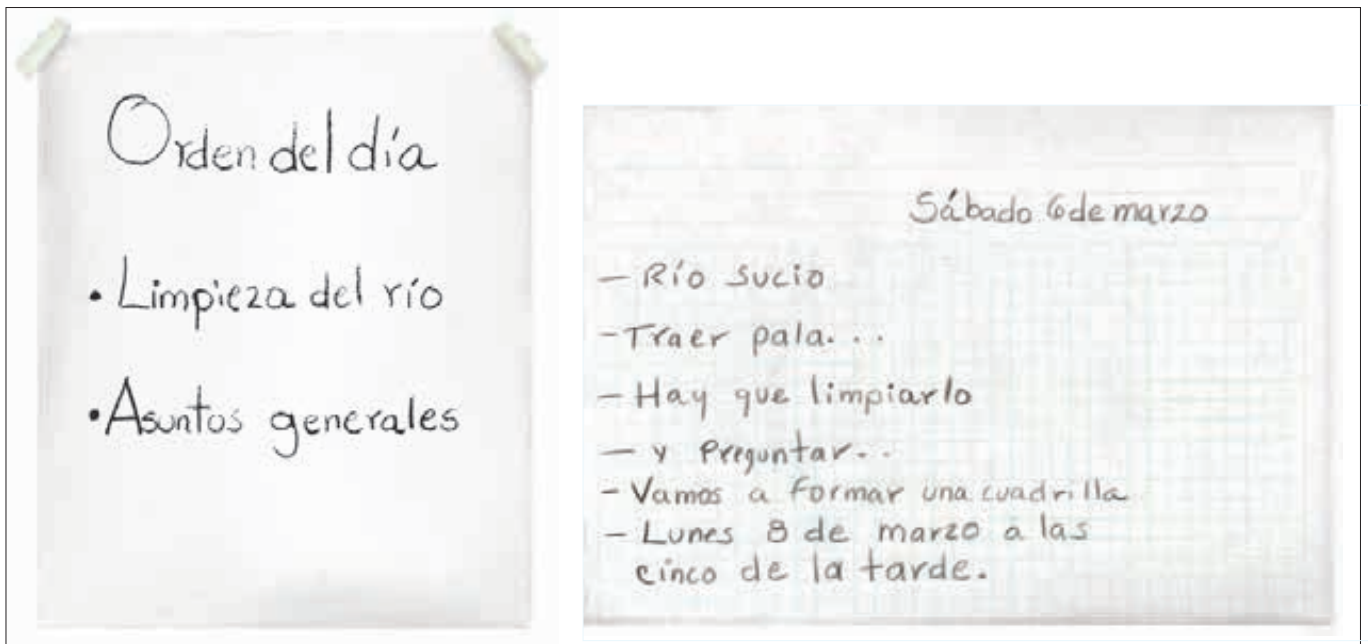 Orden del día
• Limpieza del río
• Asuntos generales
Sábado 6 de marzo
- Río sucio
- Traer pala...
- Hay que limpiarlo
- y Preguntar..
- Vamos a formar una cuadrilla
- Lunes 8 de marzo a las
cinco de la tarde.